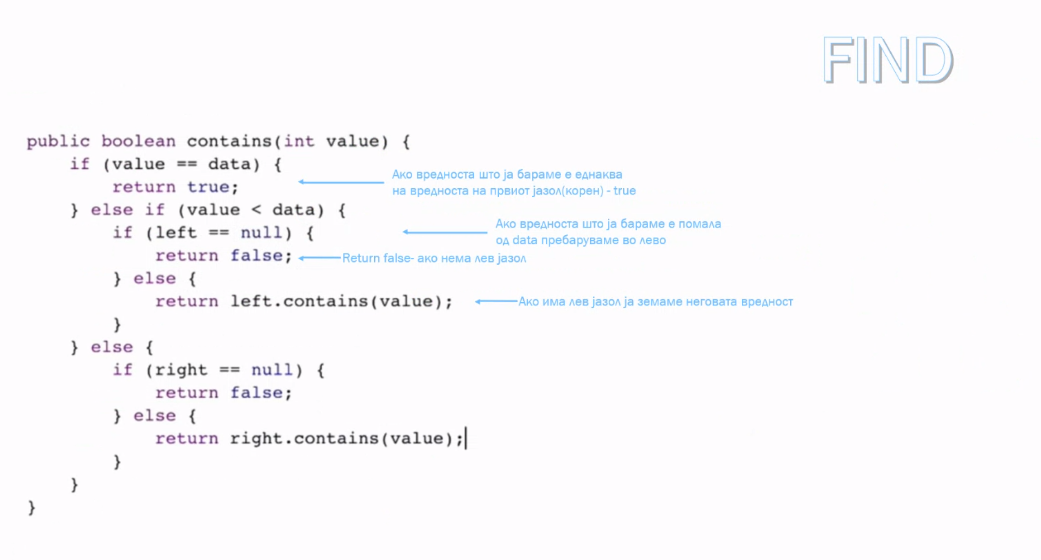 FIND
public boolean contains(int value) {
if (value == data) {
return true;
Ако вредноста што ја бараме е еднаква
на вредноста на првиот јазол(корен) - true
} else if (value < data) {
if (left == null) {
Ако вредноста што ја бараме е помала
од data пребаруваме во лево
return false;
Return false- ако нема лев јазол
} else {
return left.contains(value);
Ако има лев јазол ја земаме неговата вредност
}
} else {
if (right == null) {
return false;
} else {
return right.contains(value);
}
}
}